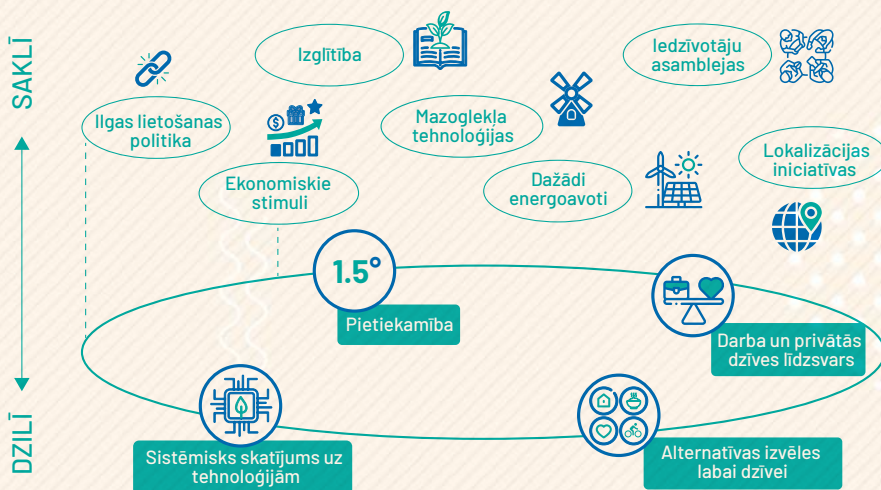 SAKLĪ
Izglītība
Iedzīvotāju
asamblejas
Ilgas lietošanas
politika
Mazoglekļa
tehnoloģijas
Lokalizācijas
iniciatīvas
Ekonomiskie
stimuli
Dažādi
energoavoti
$
1.5°
Pietiekamība
Darba un privātās
dzīves līdzsvars
DZILĪ
Sistēmisks skatījums uz
tehnoloģijām
Alternatīvas izvēles
labai dzīvei